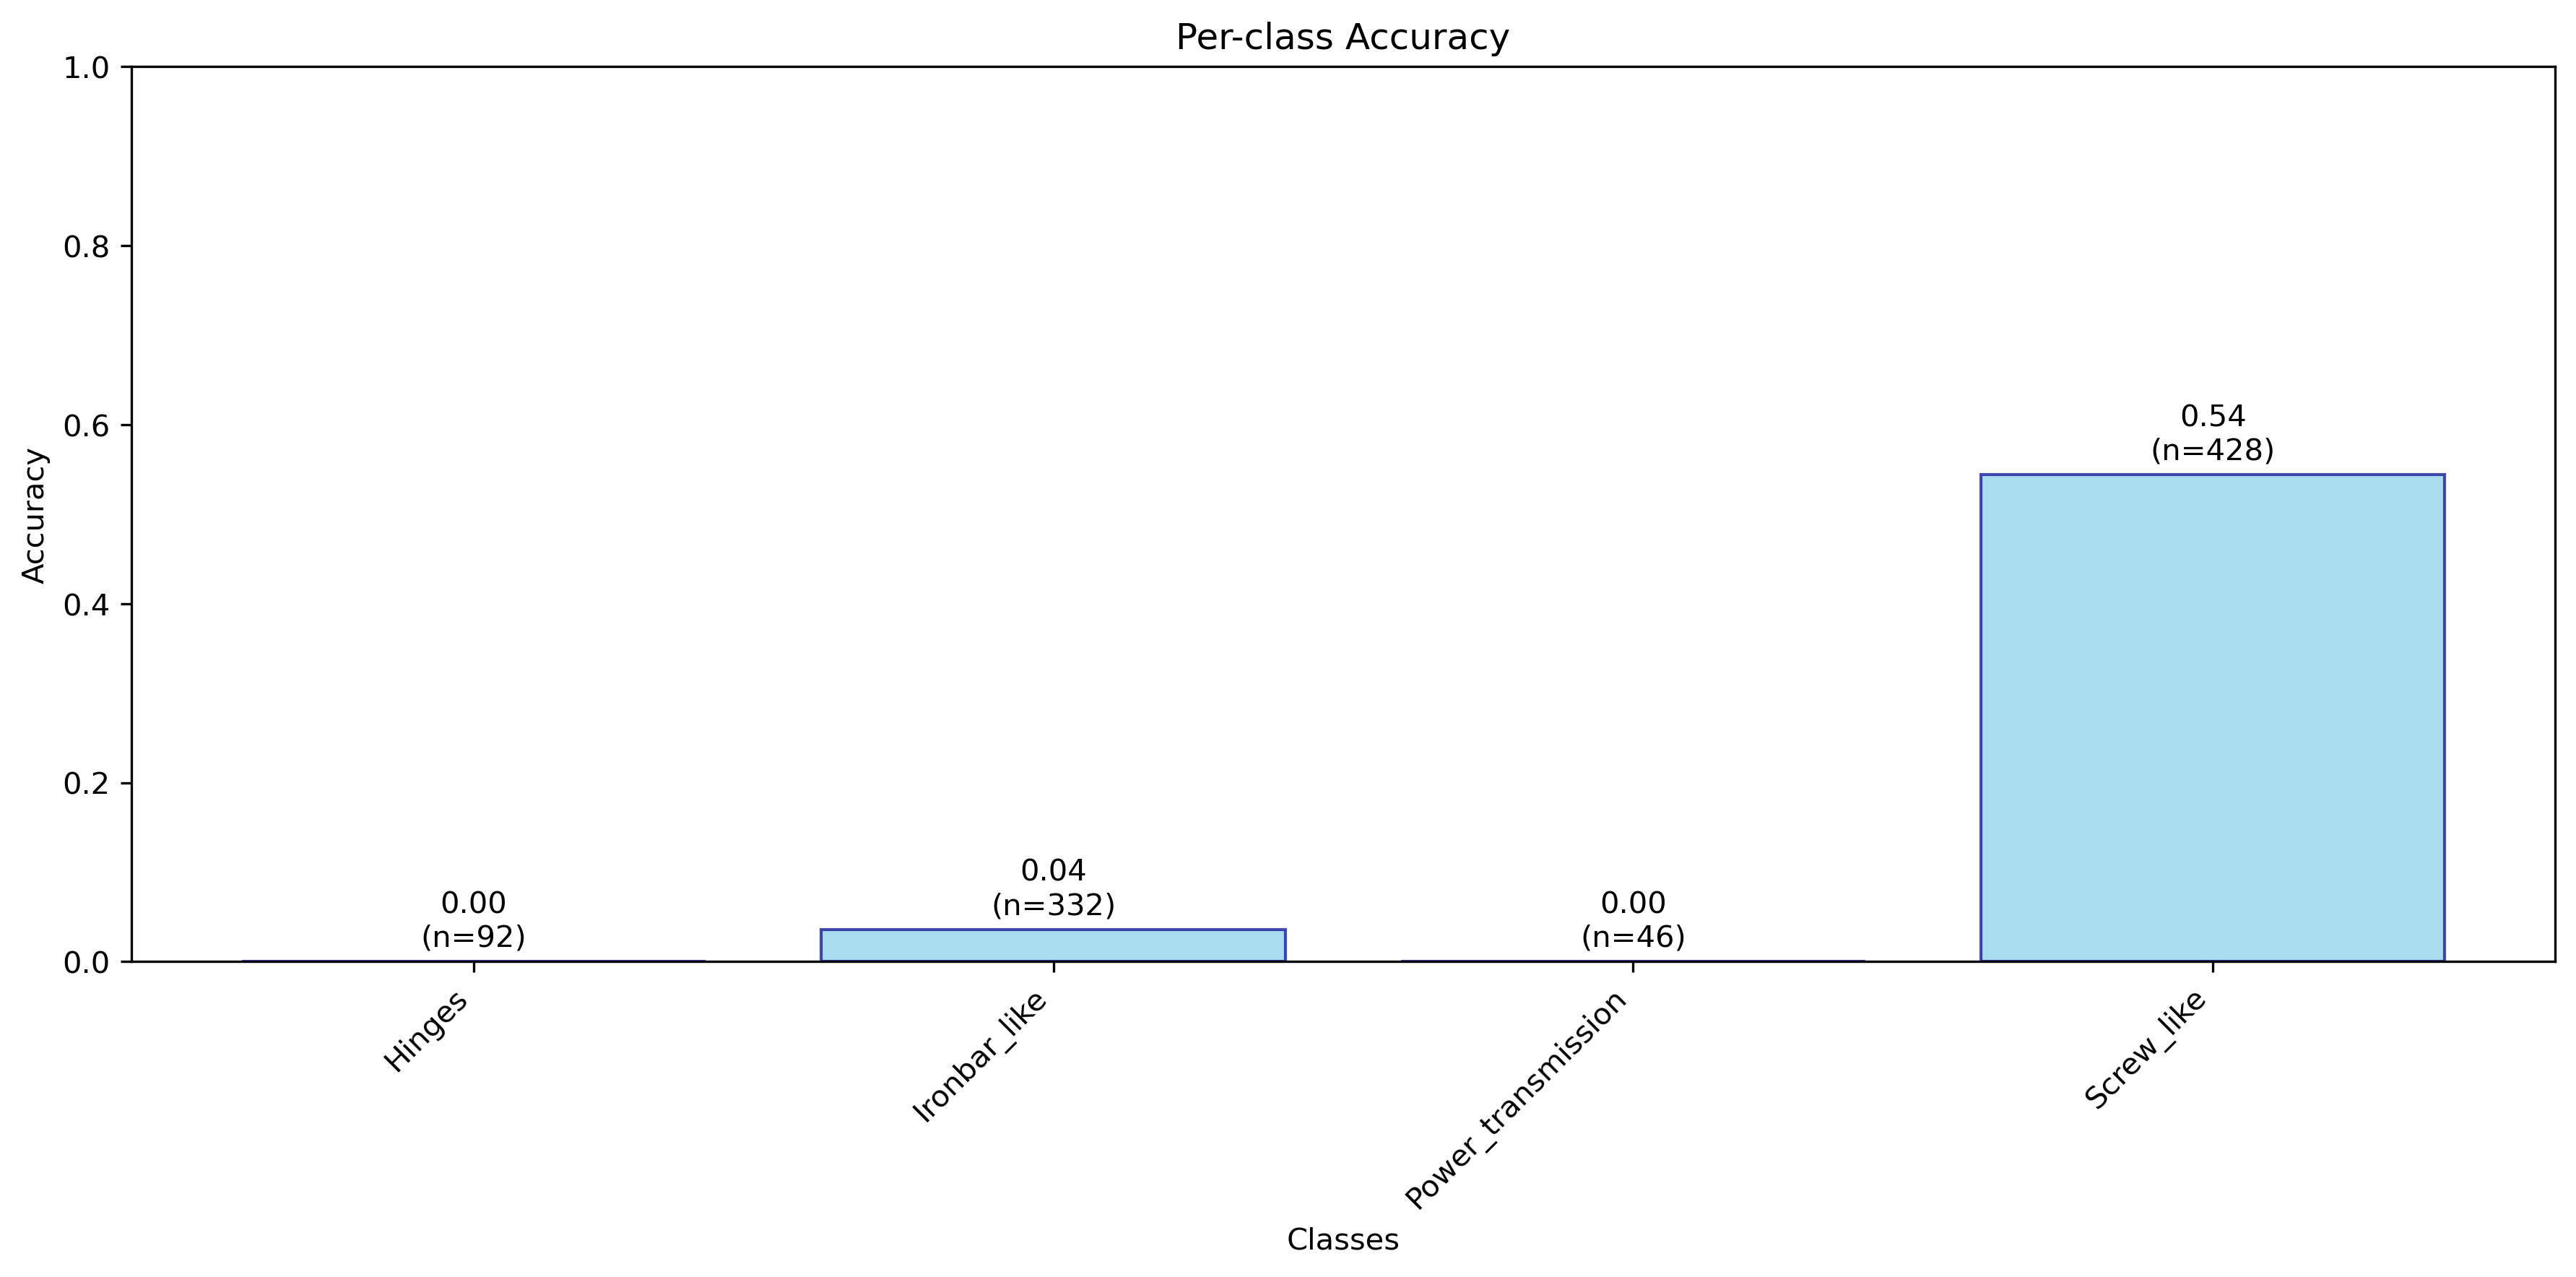 Per-class Accuracy
1.0
0.8
0.6
0.4
0.2
0.0
Accuracy
0.00
(n=92)
0.04
(n=332)
0.00
(n=46)
0.54
(n=428)
Hinges
Ironbar_like
Power_transmission
Screw_like
Classes